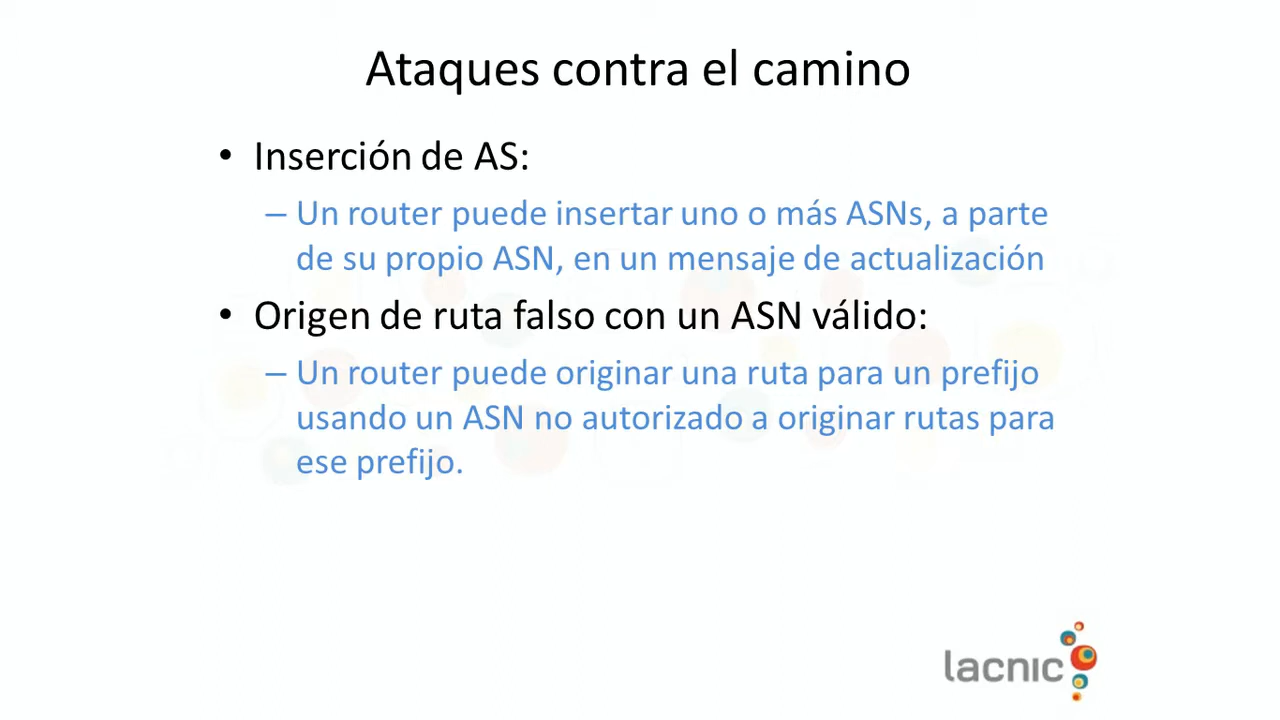 Ataques contra el camino
• Inserción de AS:
– Un router puede insertar uno o más ASNs, a parte
de su propio ASN, en un mensaje de actualización
• Origen de ruta falso con un ASN válido:
– Un router puede originar una ruta para un prefijo
usando un ASN no autorizado a originar rutas para
ese prefijo.
lacnic